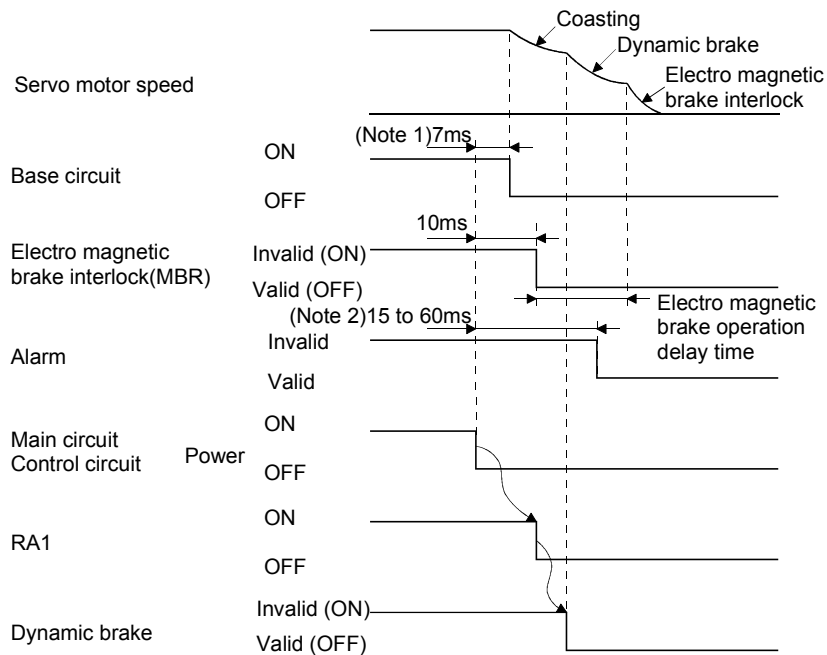 Coasting
Dynamic brake
Electro magnetic
brake interlock
Servo motor speed
(Note 1)7ms
ON
Base circuit
OFF
10ms
Electro magnetic
brake interlock(MBR)
Invalid (ON)
Valid (OFF)
Electro magnetic
brake operation
delay time
(Note 2)15 to 60ms
Invalid
Alarm
Valid
ON
Main circuit
Control circuit
Power
OFF
ON
RA1
OFF
Invalid (ON)
Dynamic brake
Valid (OFF)